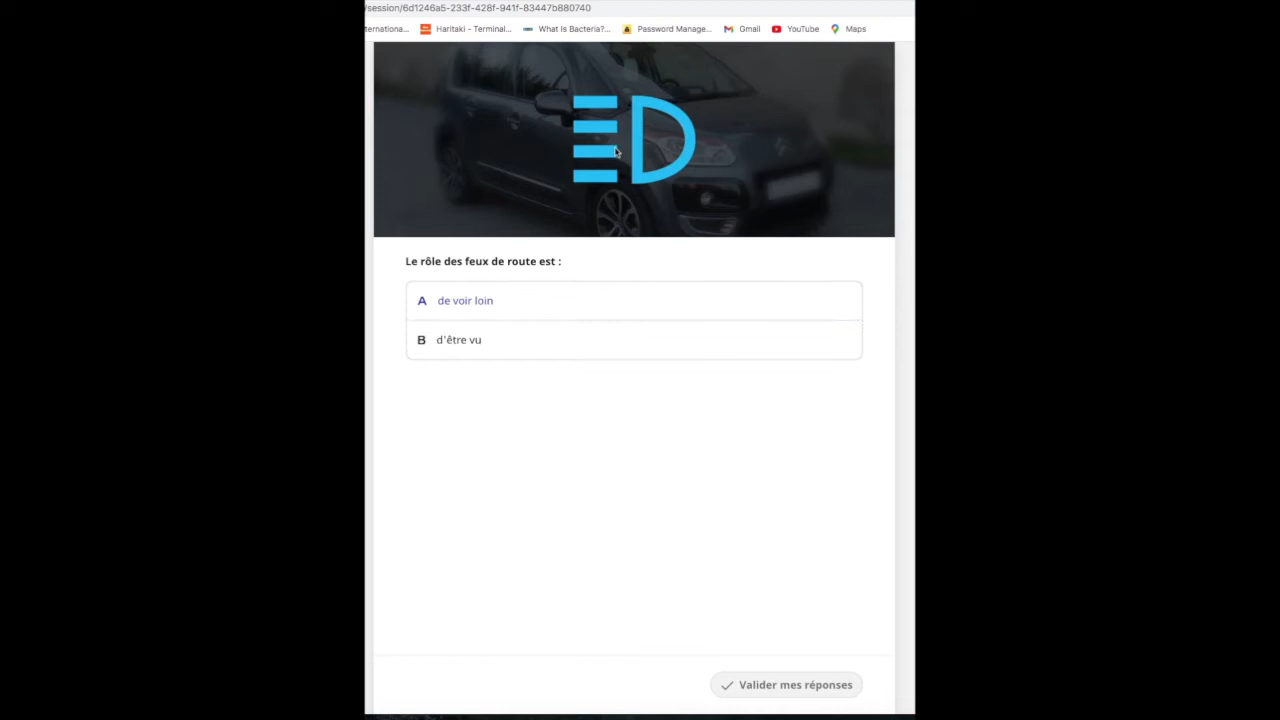 /session/6d1246a5-233f-428f-941f-83447b880740
nternationa... Haritaki - Terminal... What Is Bacteria?... Password Manage... Gmail YouTube Maps
Le rôle des feux de route est :
A de voir loin
B d'être vu
Valider mes réponses